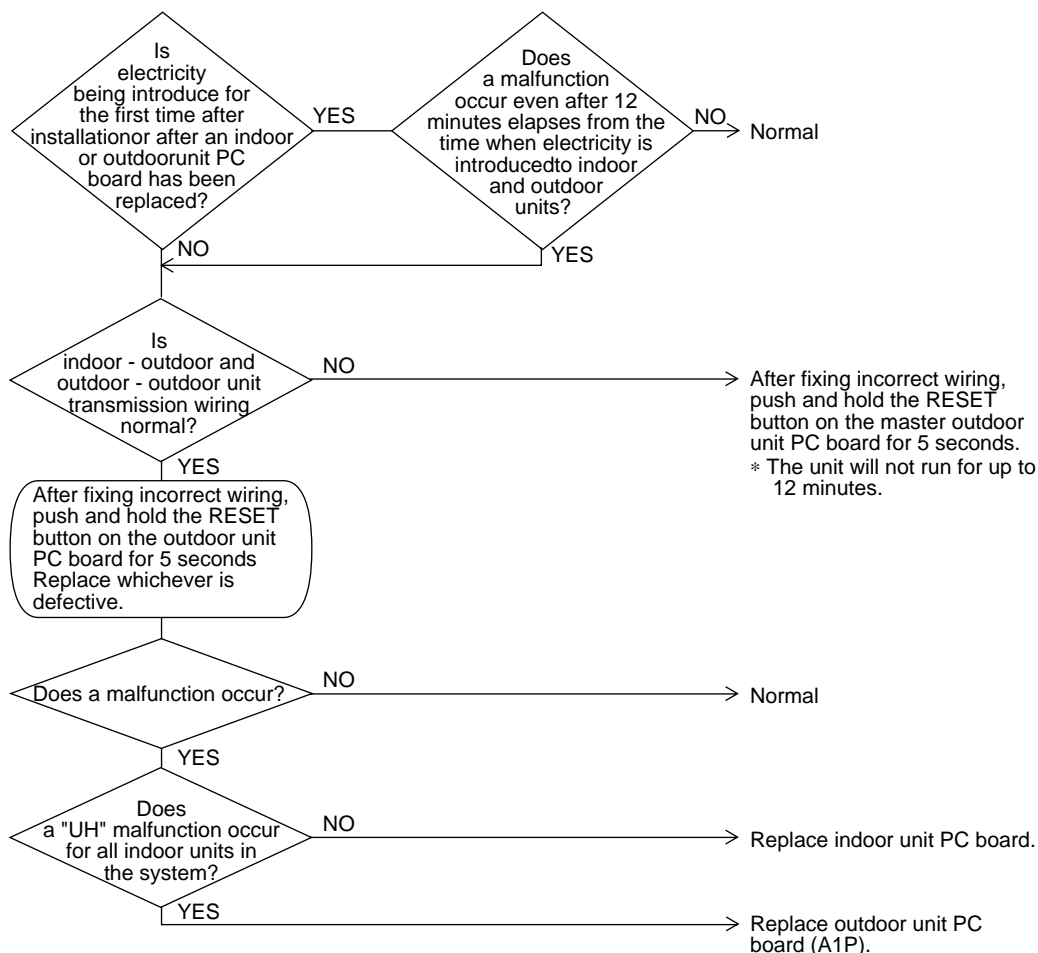 Is
electricity
being introduce for
the first time after
installationor after an indoor
or outdoorunit PC
board has been
replaced?
YES
Does
a malfunction
occur even after 12
minutes elapses from the
time when electricity is
introducedto indoor
and outdoor
units?
NO
Normal
NO
YES
Is
indoor - outdoor and
outdoor - outdoor unit
transmission wiring
normal?
NO
After fixing incorrect wiring,
push and hold the RESET
button on the master outdoor
unit PC board for 5 seconds.
* The unit will not run for up to
12 minutes.
YES
After fixing incorrect wiring,
push and hold the RESET
button on the outdoor unit
PC board for 5 seconds
Replace whichever is
defective.
Does a malfunction occur?
NO
Normal
YES
Does
a "UH" malfunction occur
for all indoor units in
the system?
NO
Replace indoor unit PC board.
YES
Replace outdoor unit PC
board (A1P).